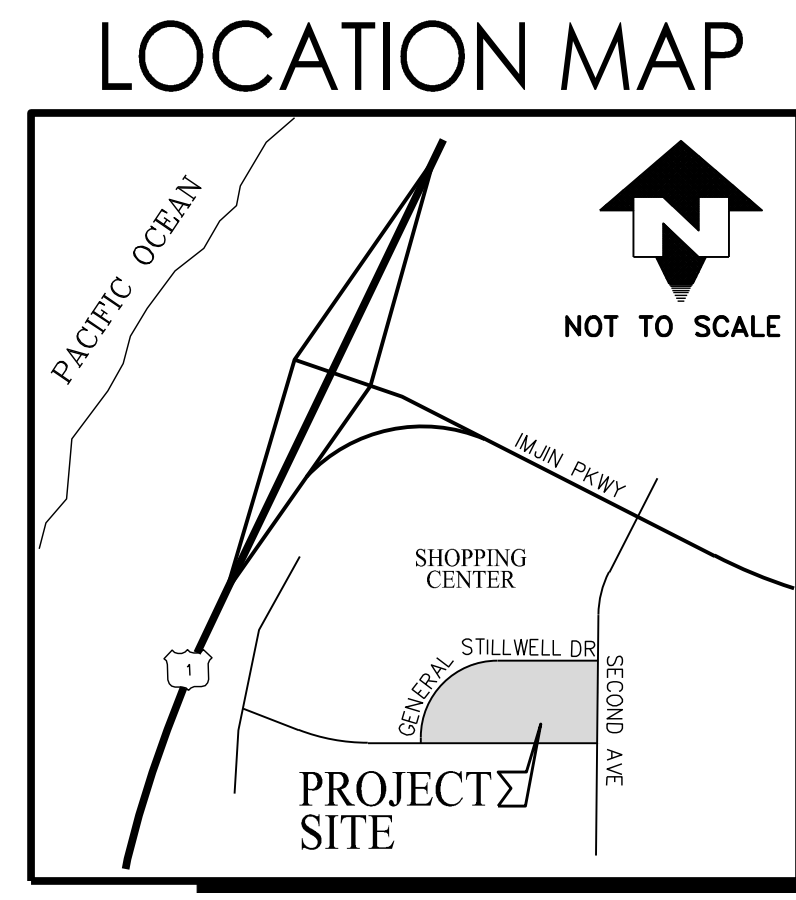 LOCATION MAP
PACIFIC OCEAN
N
NOT TO SCALE
IMJIN PKWY
SHOPPING
CENTER
GENERAL STILLWELL DR
SECOND AVE
1
PROJECT
SITE